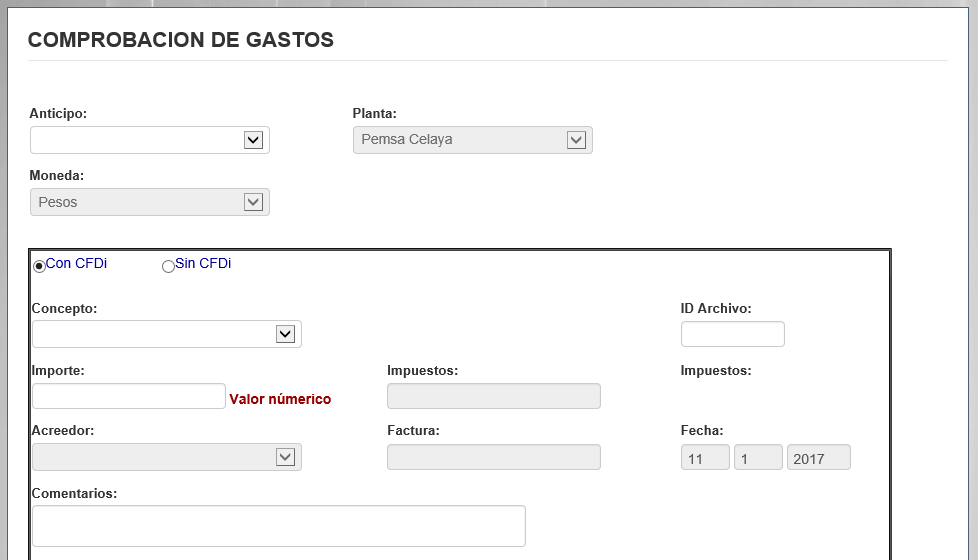 COMPROBACION DE GASTOS
Anticipo: Planta:
Pemsa Celaya
Moneda:
Pesos
Con CFDi Sin CFDi
Concepto: ID Archivo:
Importe: Impuestos: Impuestos:
Valor númerico
Acreedor: Factura: Fecha:
11 1 2017
Comentarios: